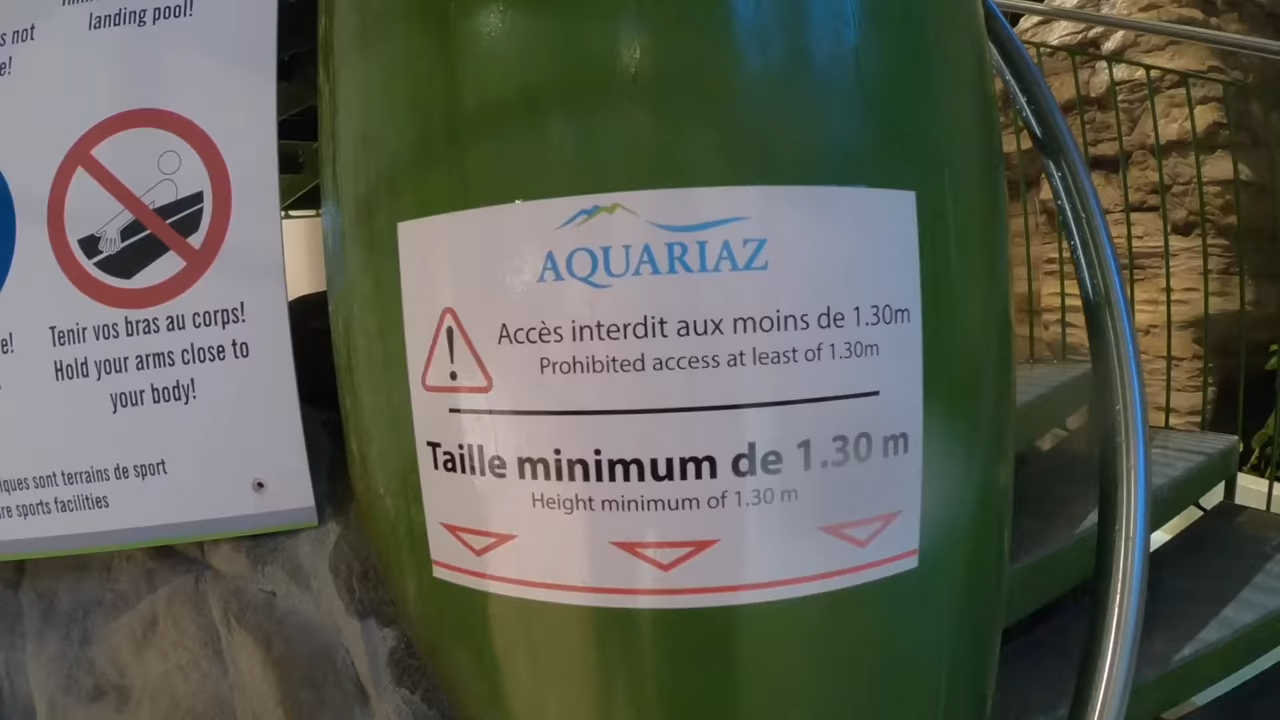 landing pool!
s not
e!
Tenir vos bras au corps!
Hold your arms close to
your body!
e!
iques sont terrains de sport
re sports facilities
AQUARIAZ
Accès interdit aux moins de 1.30m
Prohibited access at least of 1.30m
Taille minimum de 1.30 m
Height minimum of 1.30 m